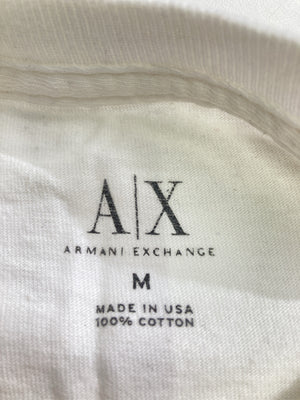 A|X
ARMANI EXCHANGE
M
MADE IN USA
100% COTTON